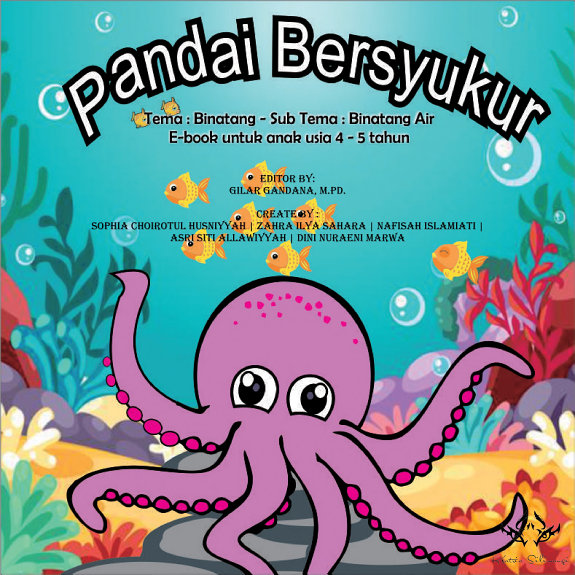 Pandai Bersyukur
Tema : Binatang - Sub Tema : Binatang Air
E-book untuk anak usia 4 - 5 tahun
EDITOR BY:
GILAR GANDANA, M.PD.
CREATE BY :
SOPHIA CHOIROTUL HUSNIYYAH | ZAHRA ILYA SAHARA | NAFISAH ISLAMIATI |
ASRI SITI ALLAWIYYAH | DINI NURAENI MARWA